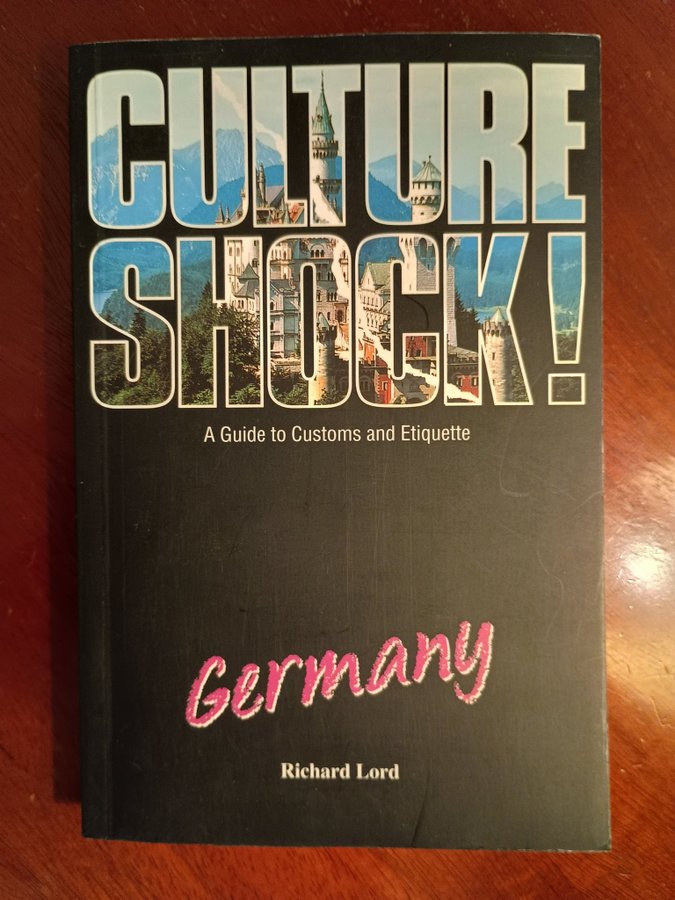 CULTURE
SHOCK!
A Guide to Customs and Etiquette
Germany
Richard Lord